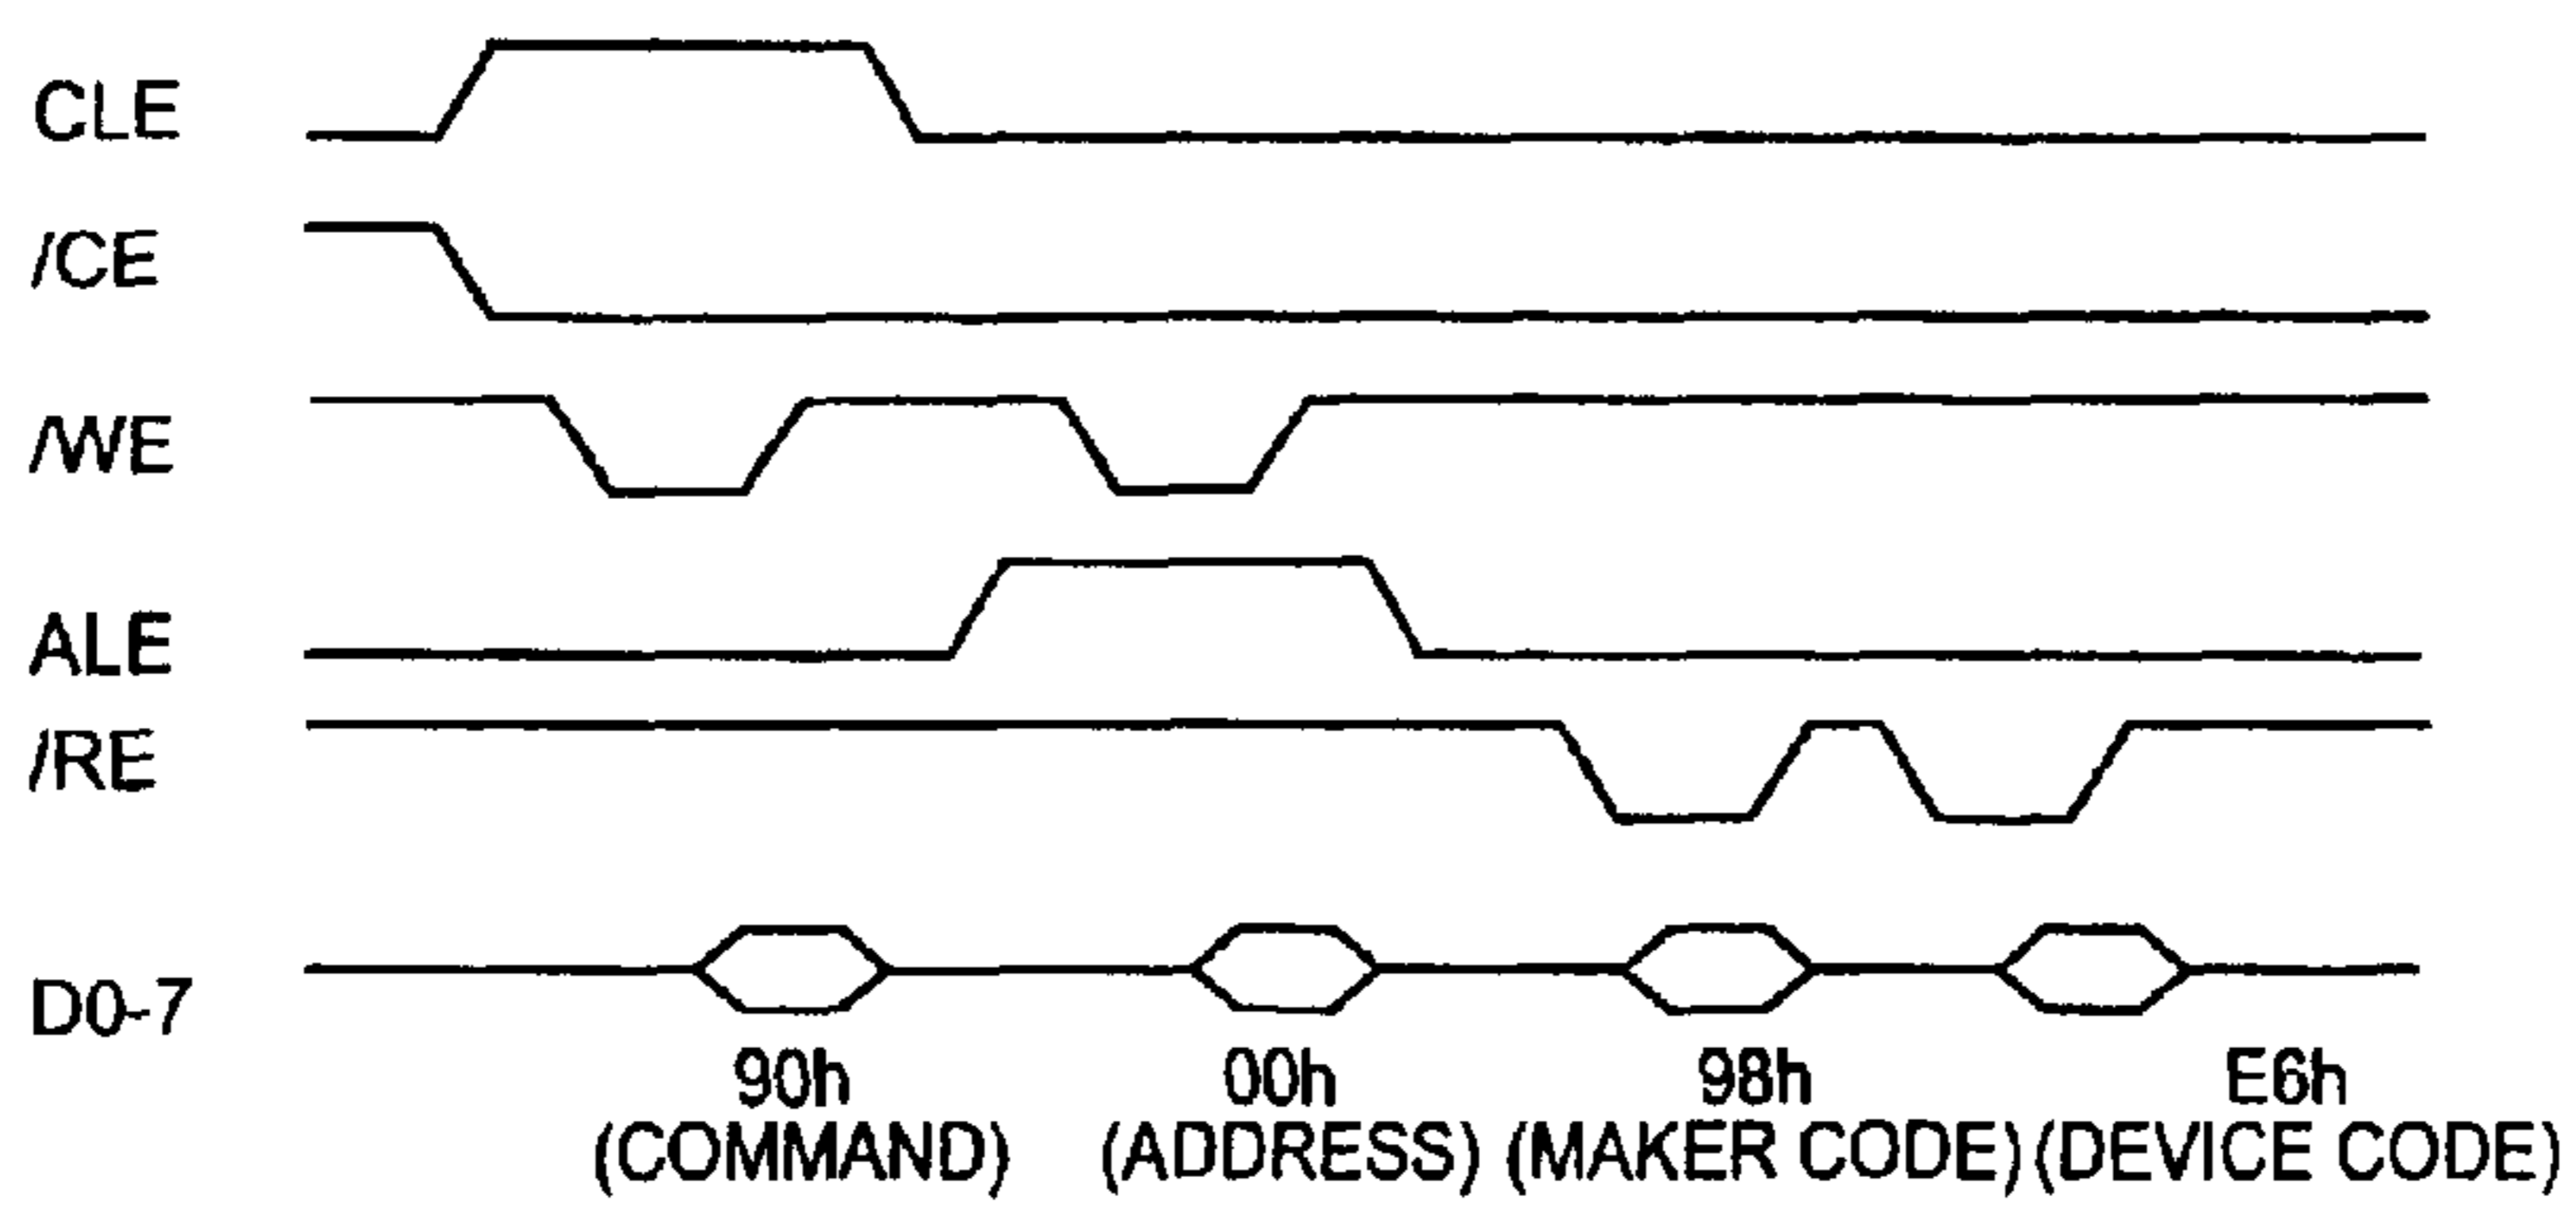 CLE
/CE
/WE
ALE
/RE
D0-7
90h 00h 98h E6h
(COMMAND) (ADDRESS) (MAKER CODE) (DEVICE CODE)